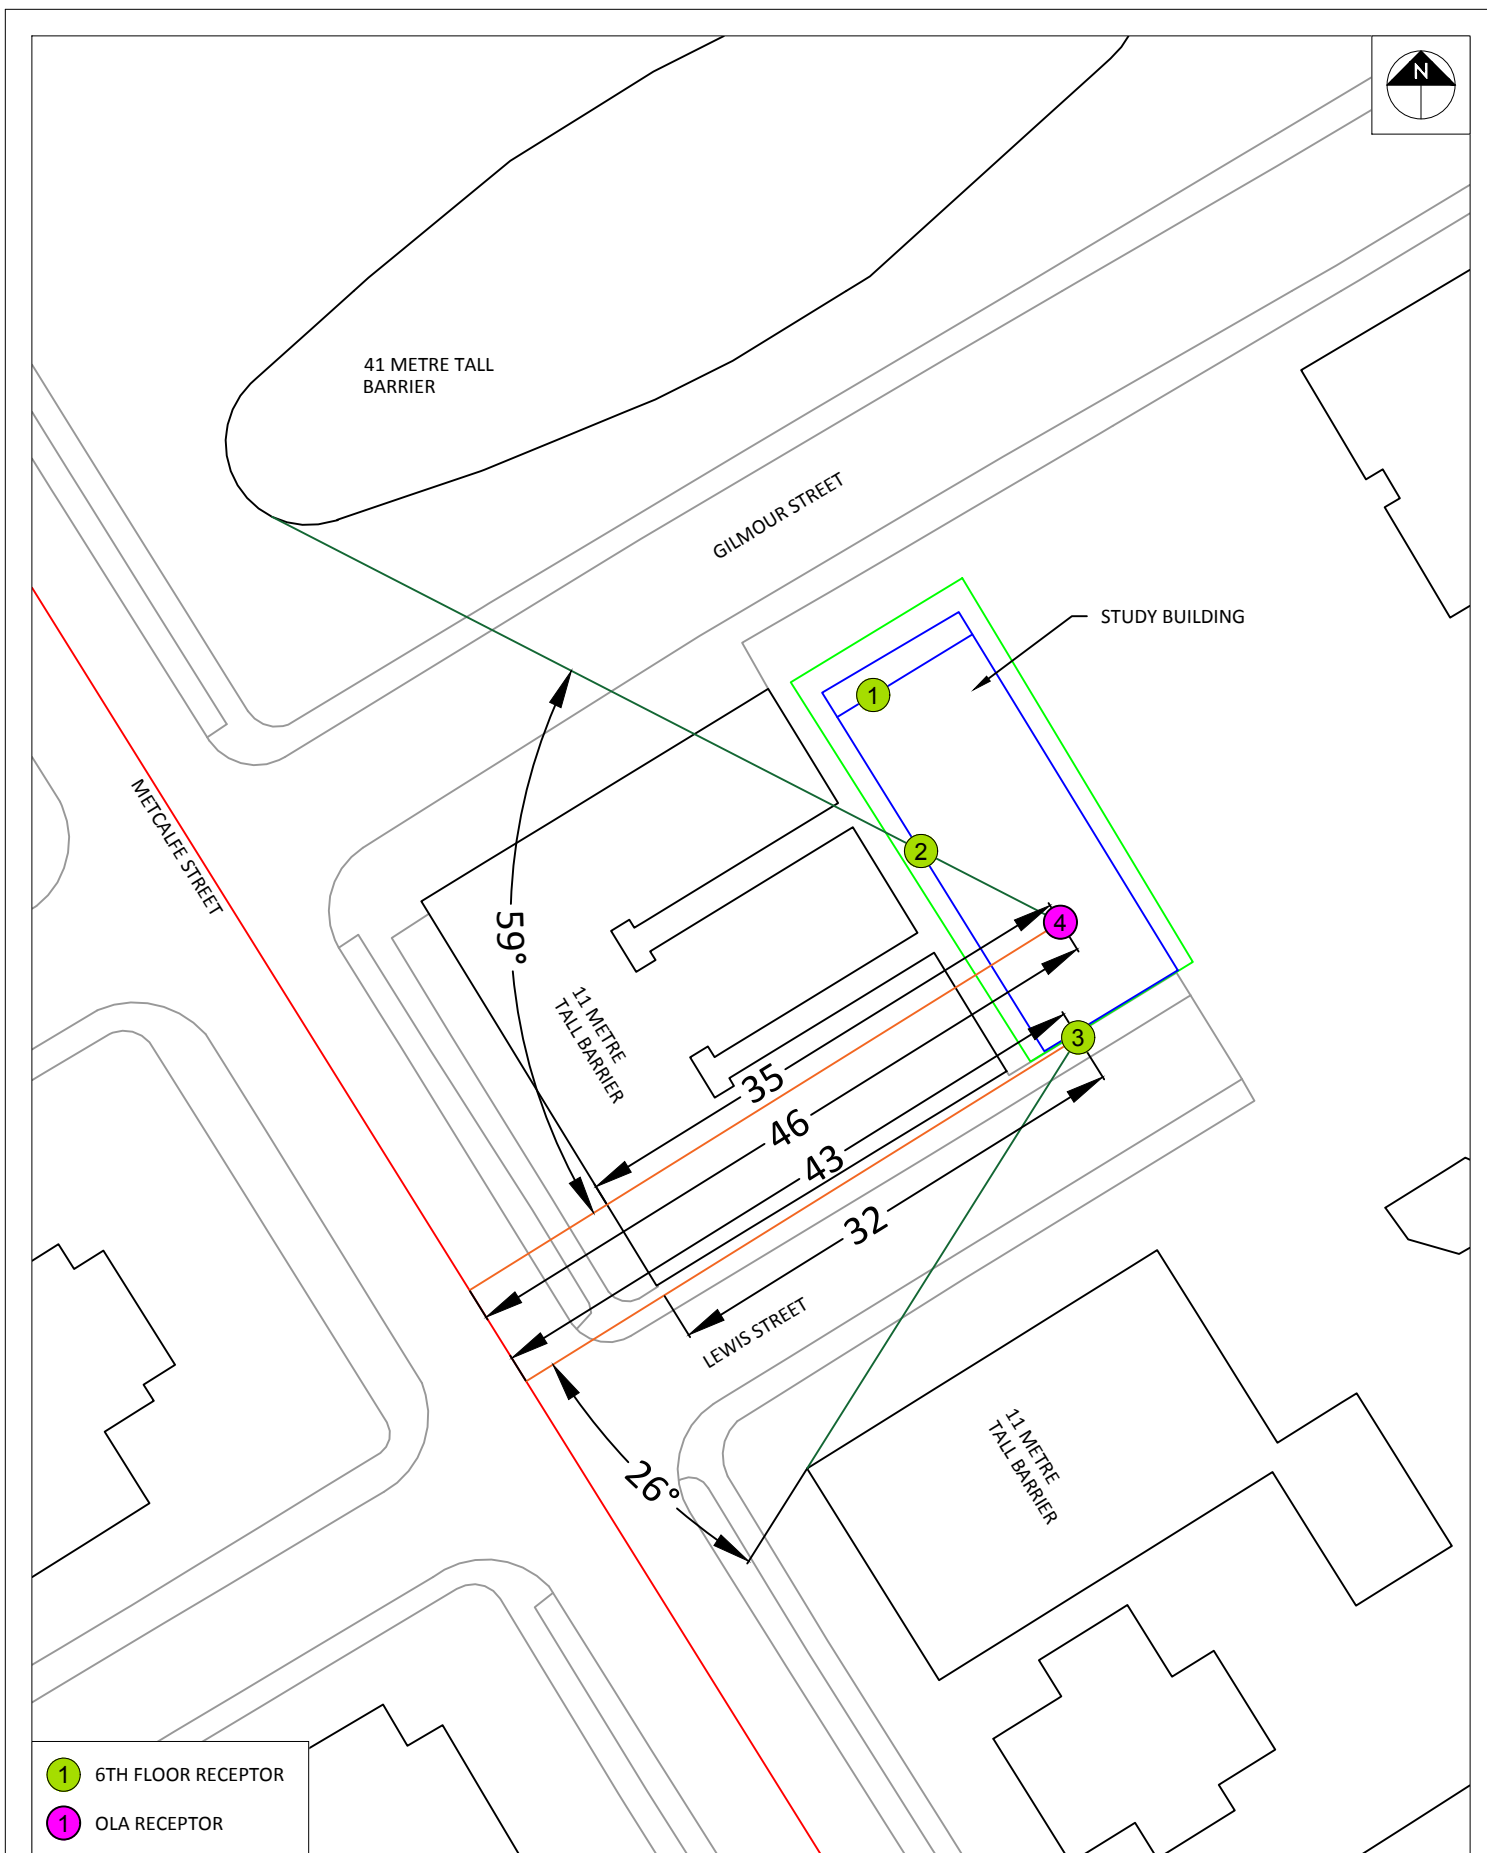 N
41 METRE TALL
BARRIER
GILMOUR STREET
STUDY BUILDING
1
METCALFE STREET
2
59°
4
11 METRE
TALL BARRIER
3
35
46
43
32
LEWIS STREET
26°
11 METRE
TALL BARRIER
1 6TH FLOOR RECEPTOR
1 OLA RECEPTOR